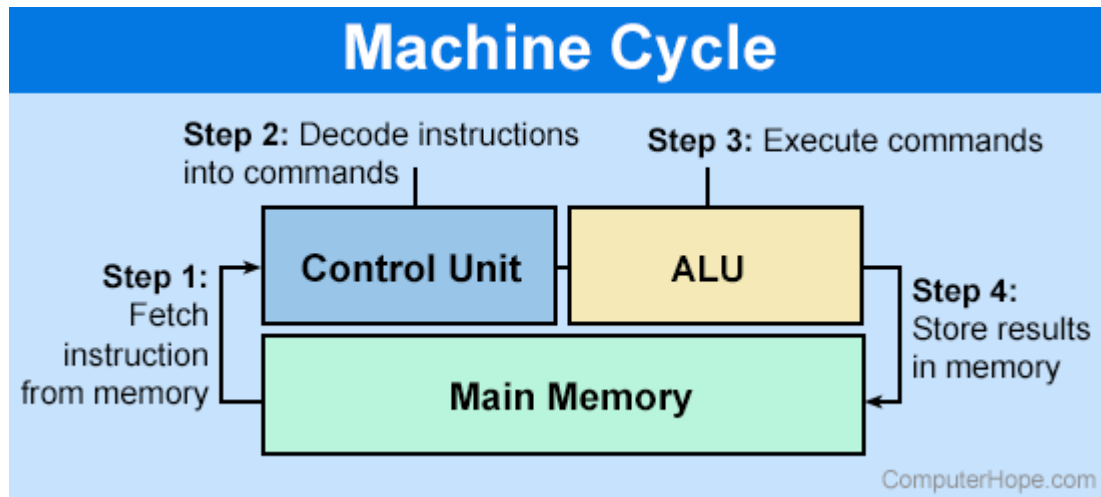 Machine Cycle
Step 2: Decode instructions
into commands
Step 3: Execute commands
Control Unit
ALU
Step 1:
Fetch
instruction
from memory
Step 4:
Store results
in memory
Main Memory
ComputerHope.com